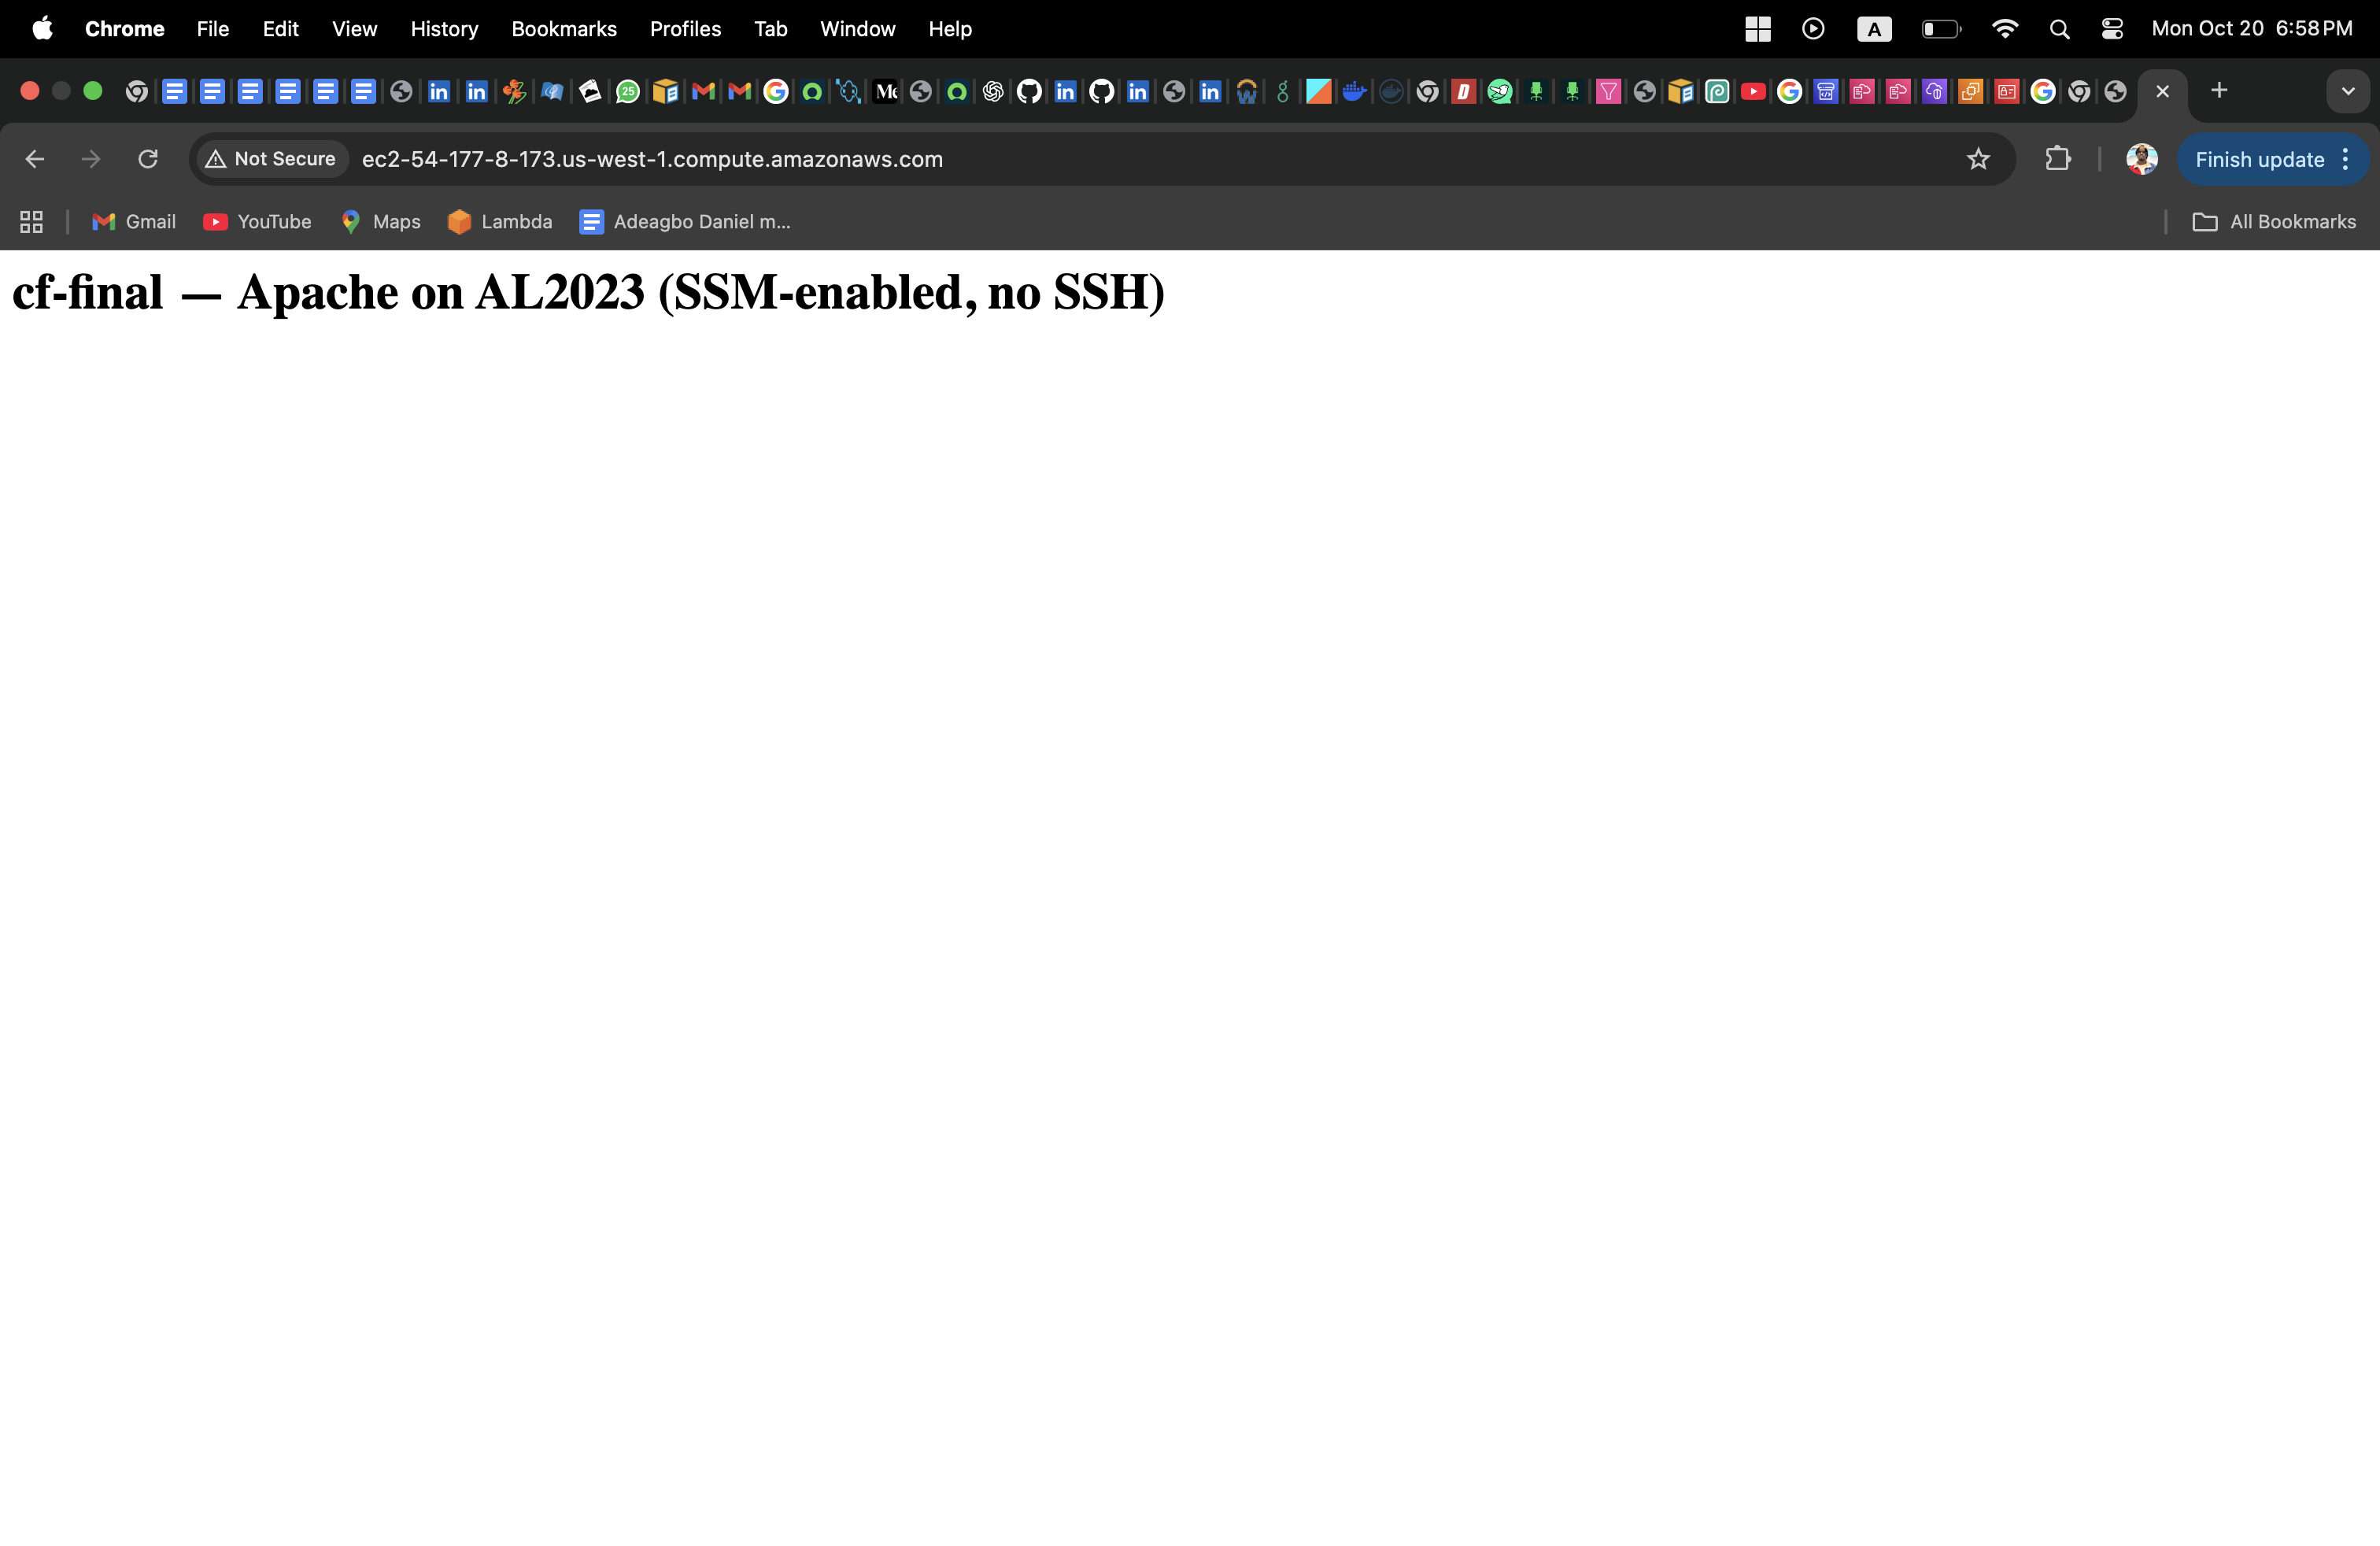 Chrome File Edit View History Bookmarks Profiles Tab Window Help A Mon Oct 20 6:58 PM
25
Not Secure ec2-54-177-8-173.us-west-1.compute.amazonaws.com Finish update
Gmail YouTube Maps Lambda Adeagbo Daniel m... All Bookmarks
cf-final — Apache on AL2023 (SSM-enabled, no SSH)